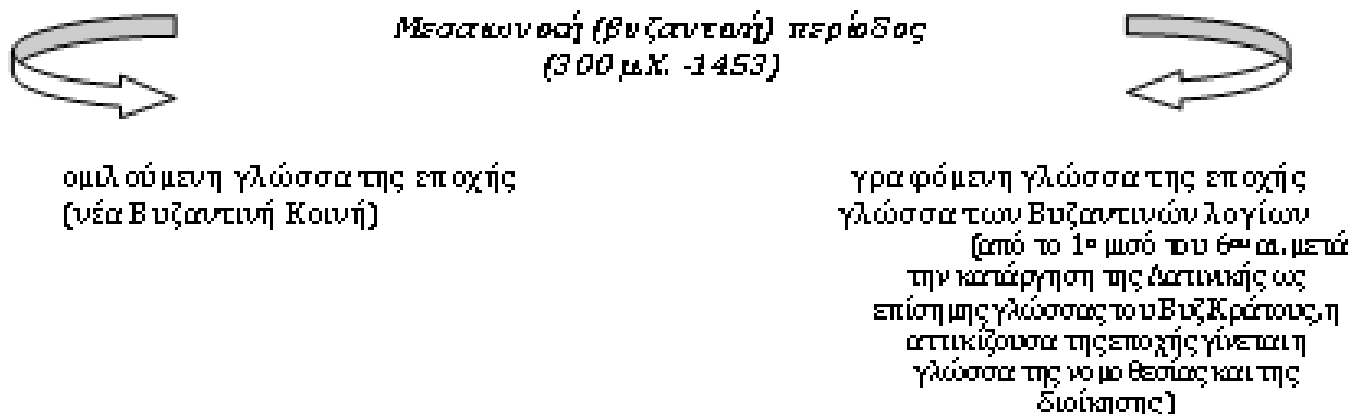 Μεσαιωνική (βυζαντινή) περίοδος
(300 μ.Χ. -1453)
ομιλούμενη γλώσσα της εποχής
(νέα Βυζαντινή Κοινή)
γραφόμενη γλώσσα της εποχής
γλώσσα των Βυζαντινών λογίων
(από το 1ο μισό του 6ου αι. μετά
την κατάργηση της Λατινικής ως
επίσημης γλώσσας του Βυζ.Κράτους, η
αττικίζουσα της εποχής γίνεται η
γλώσσα της νομοθεσίας και της
διοίκησης)